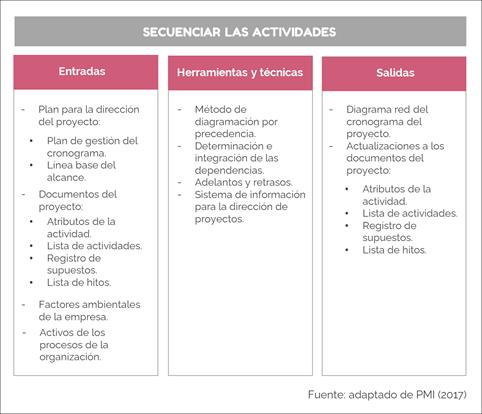 SECUENCIAR LAS ACTIVIDADES
Entradas
- Plan para la dirección
del proyecto:
• Plan de gestión del
cronograma.
• Línea base del
alcance.
- Documentos del
proyecto:
• Atributos de la
actividad.
• Lista de actividades.
• Registro de
supuestos.
• Lista de hitos.
- Factores ambientales
de la empresa.
- Activos de los
procesos de la
organización.
Herramientas y técnicas
- Método de
diagramación por
precedencia.
- Determinación e
integración de las
dependencias.
- Adelantos y retrasos.
- Sistema de información
para la dirección de
proyectos.
Salidas
- Diagrama red del
cronograma del
proyecto.
- Actualizaciones a los
documentos del
proyecto:
• Atributos de la
actividad.
• Lista de actividades.
• Registro de
supuestos.
• Lista de hitos.
Fuente: adaptado de PMI (2017)